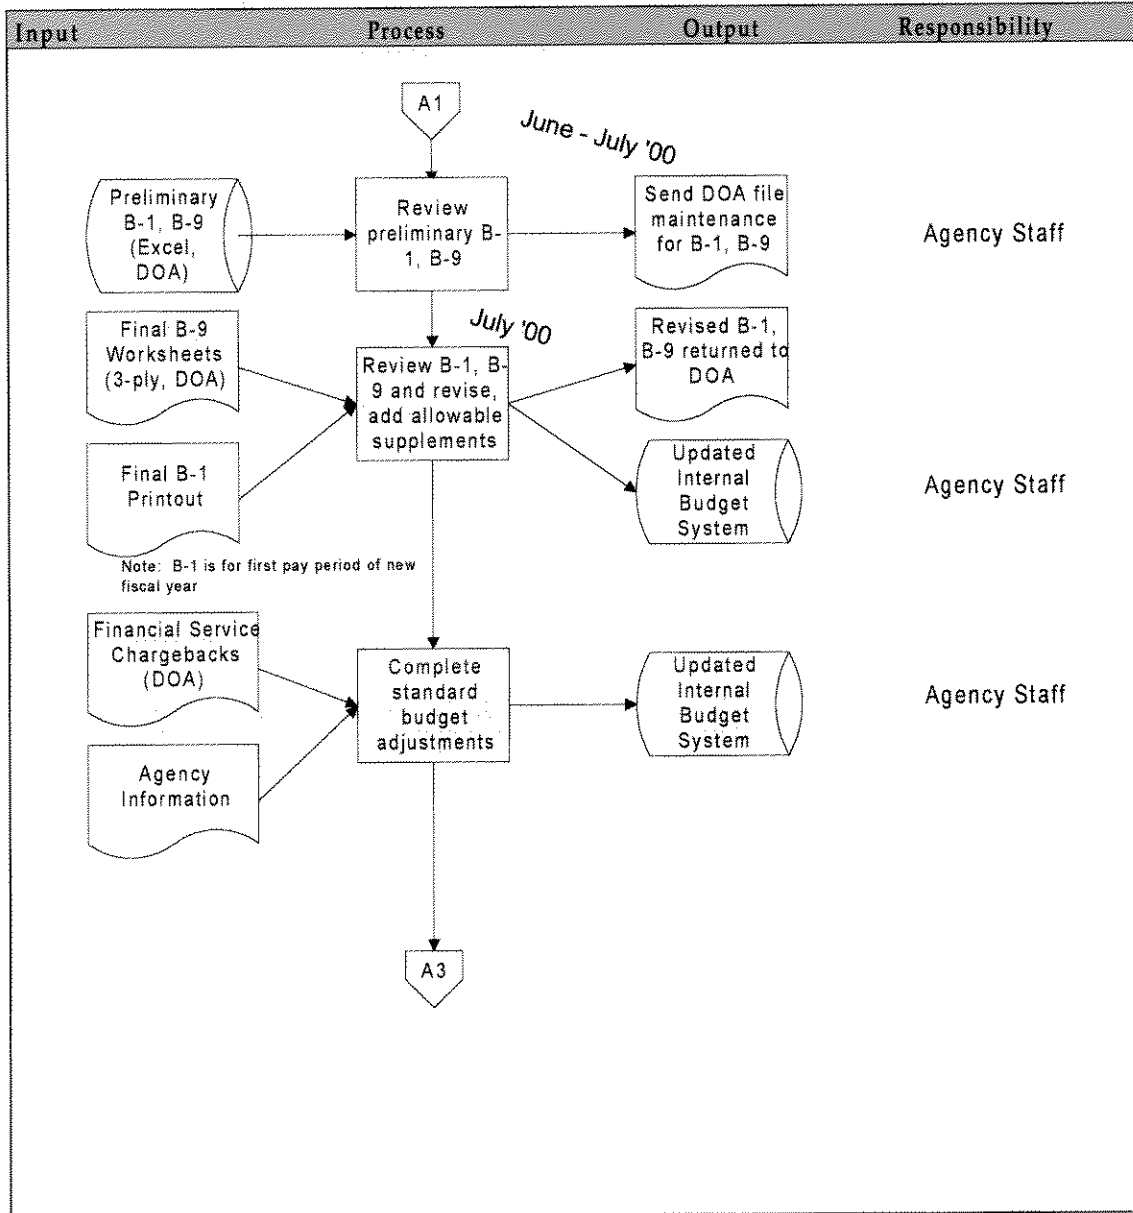 Input Process Output Responsibility
A1
June - July '00
Preliminary
B-1, B-9
(Excel,
DOA)
Review
preliminary B-
1, B-9
Send DOA file
maintenance
for B-1, B-9
Agency Staff
July '00
Final B-9
Worksheets
(3-ply, DOA)
Review B-1, B-
9 and revise,
add allowable
supplements
Revised B-1,
B-9 returned to
DOA
Final B-1
Printout
Updated
Internal
Budget
System
Agency Staff
Note: B-1 is for first pay period of new
fiscal year
Financial Service
Chargebacks
(DOA)
Complete
standard
budget
adjustments
Updated
Internal
Budget
System
Agency Staff
Agency
Information
A3